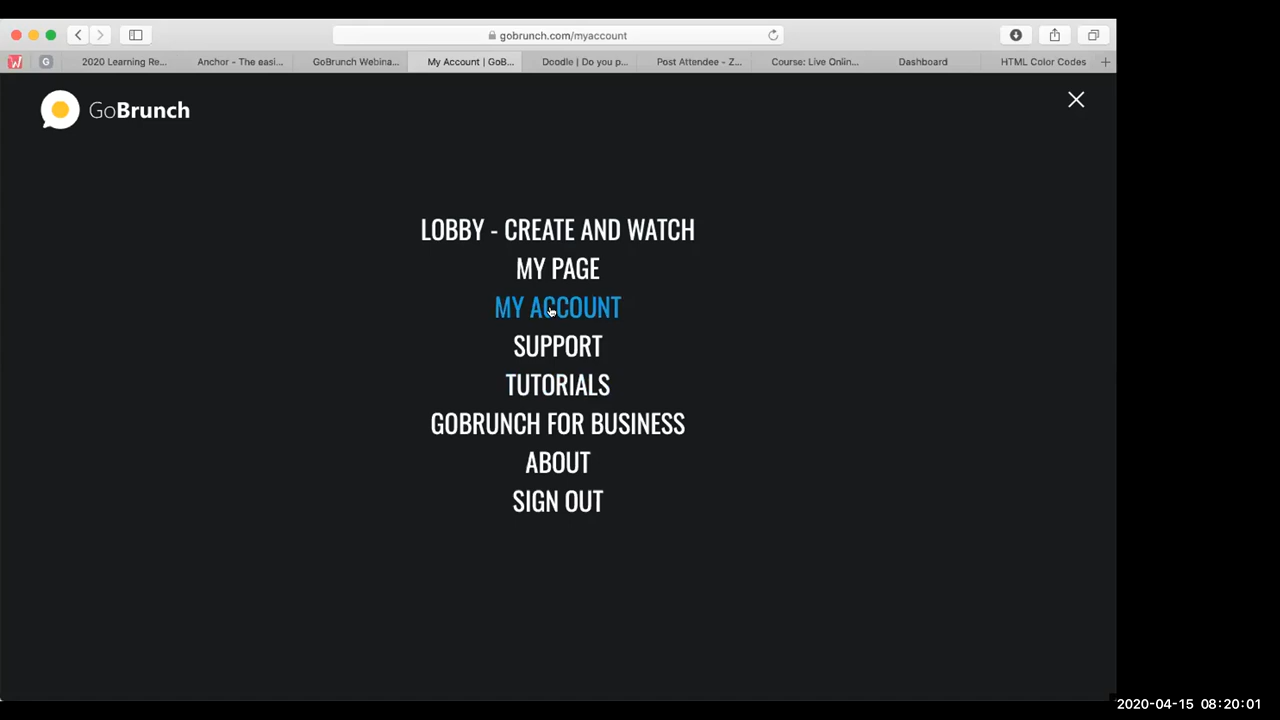 gobrunch.com/myaccount
W
G
2020 Learning Re...
Anchor - The easi...
GoBrunch Webina...
My Account | GoB...
Doodle | Do you p...
Post Attendee - Z...
Course: Live Onlin...
Dashboard
HTML Color Codes
GoBrunch
LOBBY - CREATE AND WATCH
MY PAGE
MY ACCOUNT
SUPPORT
TUTORIALS
GOBRUNCH FOR BUSINESS
ABOUT
SIGN OUT
2020-04-15 08:20:01